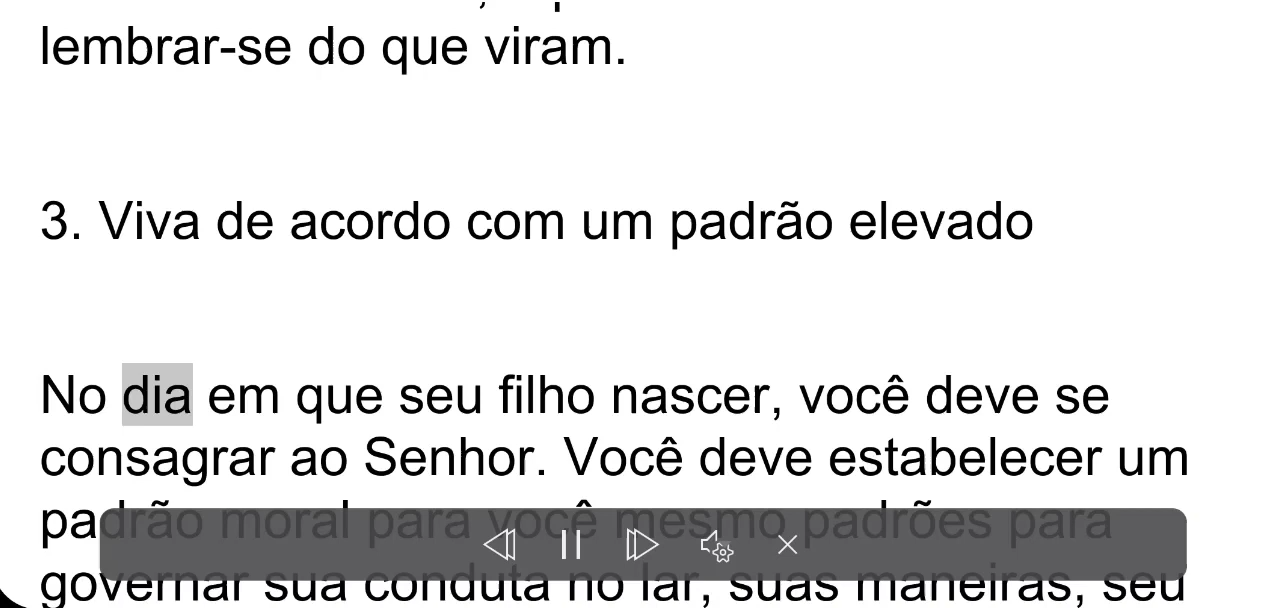 lembrar-se do que viram.
3. Viva de acordo com um padrão elevado
No dia em que seu filho nascer, você deve se
consagrar ao Senhor. Você deve estabelecer um
padrão moral para você mesmo padrões para
governar sua conduta no lar, suas maneiras, seu